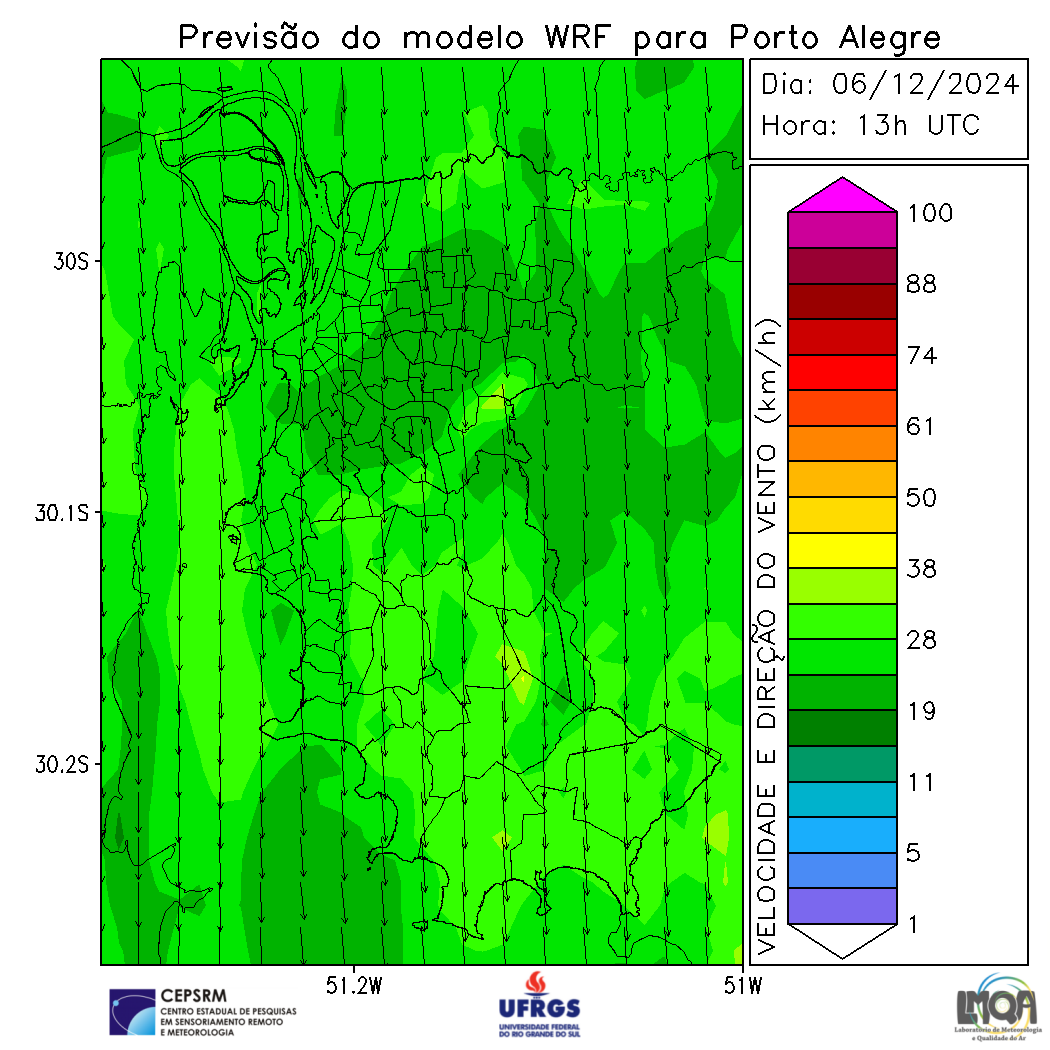 Previsão do modelo WRF para Porto Alegre
Dia: 06/12/2024
Hora: 13h UTC
30S
30.1S
30.2S
51.2W
51W
VELOCIDADE E DIREÇÃO DO VENTO (km/h)
100
88
74
61
50
38
28
19
11
5
1
CEPSRM
CENTRO ESTADUAL DE PESQUISAS
EM SENSORIAMENTO REMOTO
E METEOROLOGIA
UFRGS
UNIVERSIDADE FEDERAL
DO RIO GRANDE DO SUL
LMQA
Laboratório de Meteorologia
e Qualidade do Ar